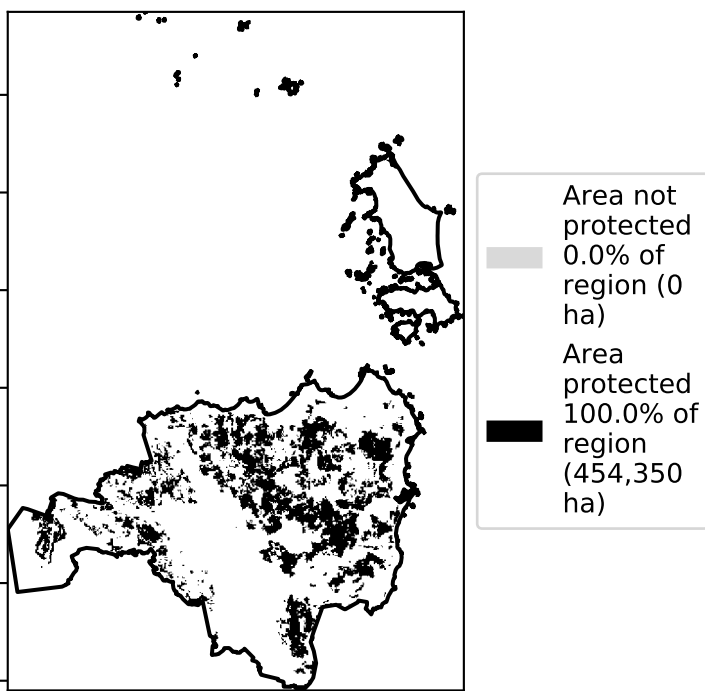 Area not
protected
0.0% of
region (0
ha)
Area
protected
100.0% of
region
(454,350
ha)